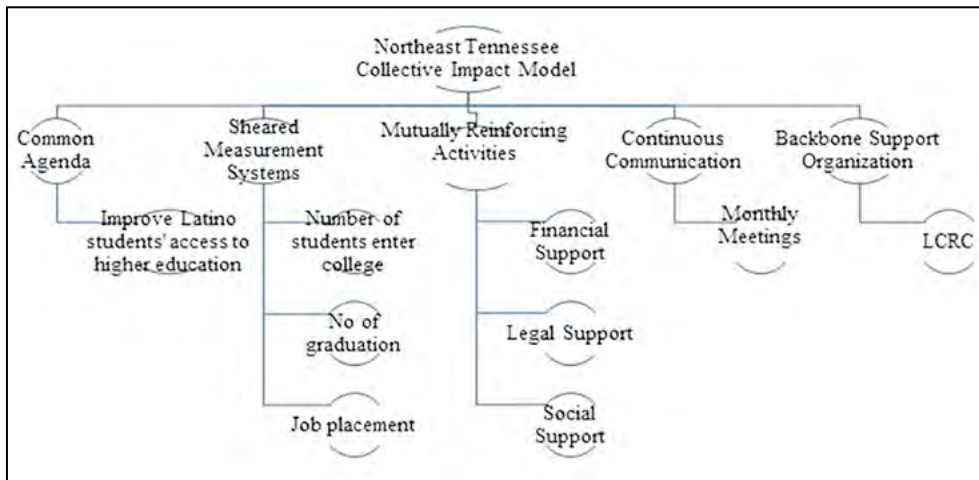 Northeast Tennessee
Collective Impact Model
Common
Agenda
Sheared
Measurement
Systems
Mutually Reinforcing
Activities
Continuous
Communication
Backbone Support
Organization
Improve Latino
students' access to
higher education
Number of
students enter
college
No of
graduation
Job placement
Financial
Support
Legal Support
Social
Support
Monthly
Meetings
LCRC